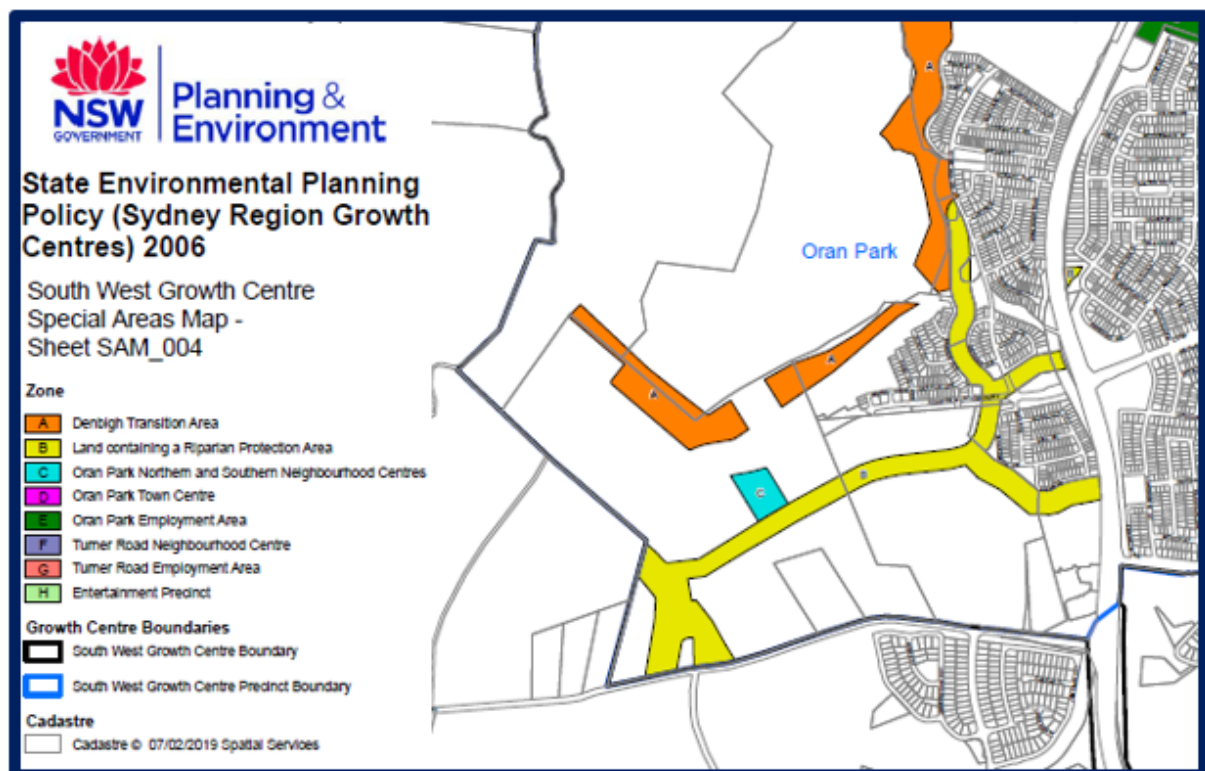 NSW
GOVERNMENT
Planning &
Environment
State Environmental Planning
Policy (Sydney Region Growth
Centres) 2006
South West Growth Centre
Special Areas Map -
Sheet SAM_004
Zone
A Denbigh Transition Area
B Land containing a Riparian Protection Area
C Oran Park Northern and Southern Neighbourhood Centres
D Oran Park Town Centre
E Oran Park Employment Area
F Turner Road Neighbourhood Centre
G Turner Road Employment Area
H Entertainment Precinct
Growth Centre Boundaries
South West Growth Centre Boundary
South West Growth Centre Precinct Boundary
Cadastre
Cadastre © 07/02/2019 Spatial Services
A
Oran Park
A
A
B
C